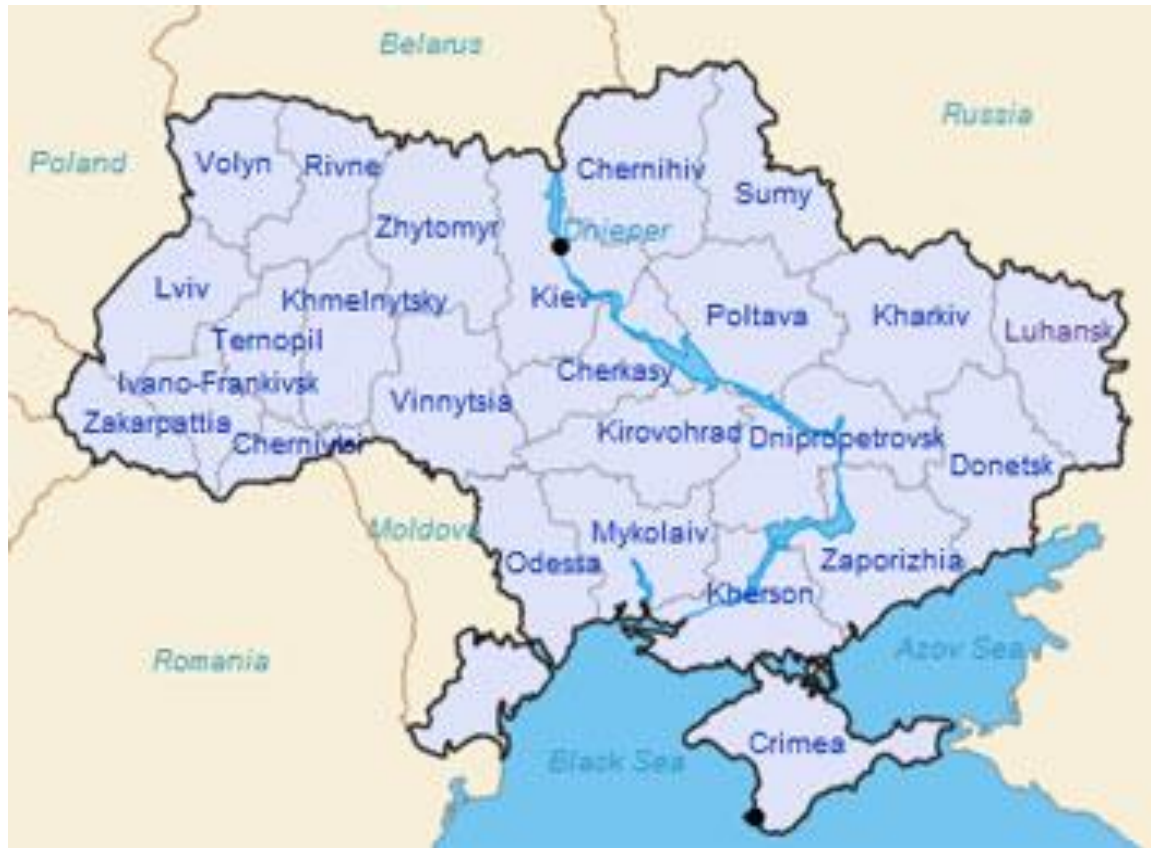 Belarus
Russia
Poland
Volyn
Rivne
Chernihiv
Sumy
Zhytomyr
Dnieper
Lviv
Khmelnytsky
Kiev
Poltava
Kharkiv
Luhansk
Ternopil
Ivano-Frankivsk
Cherkasy
Vinnytsia
Zakarpattia
Chernivtsi
Kirovohrad
Dnipropetrovsk
Donetsk
Moldova
Mykolaiv
Odessa
Zaporizhia
Kherson
Romania
Azov Sea
Crimea
Black Sea